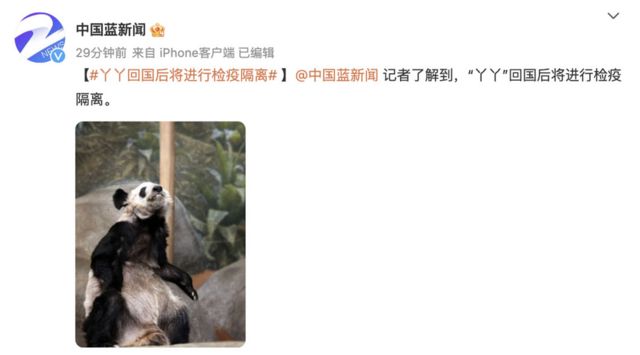 中国蓝新闻
NEWS
29分钟前 来自 iPhone客户端 已编辑
【#丫丫回国后将进行检疫隔离# 】@中国蓝新闻 记者了解到，“丫丫”回国后将进行检疫
隔离。